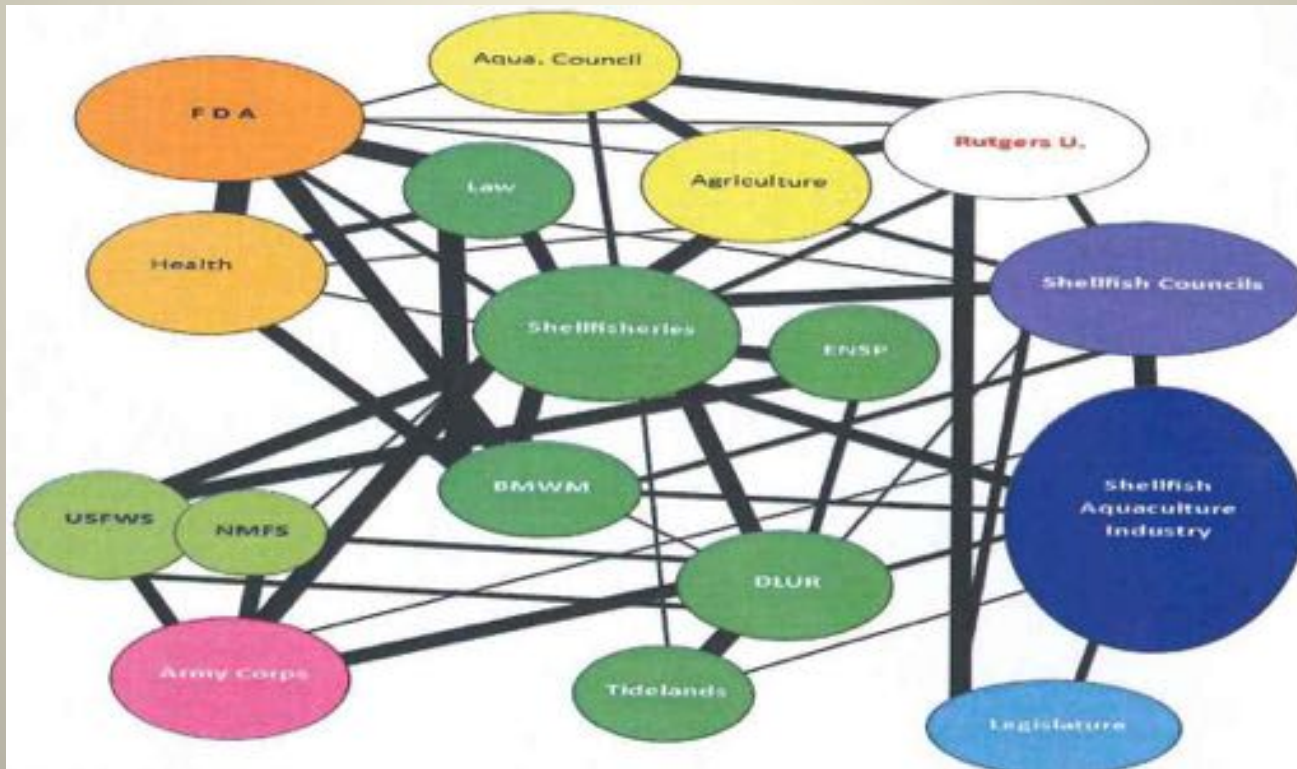 Aqua. Council
F D A
Rutgers U.
Law
Agriculture
Health
Shellfish Councils
Shellfisheries
ENSP
BMWM
Shellfish
Aquaculture
Industry
USFWS
NMFS
DLUR
Army Corps
Tidelands
Legislature